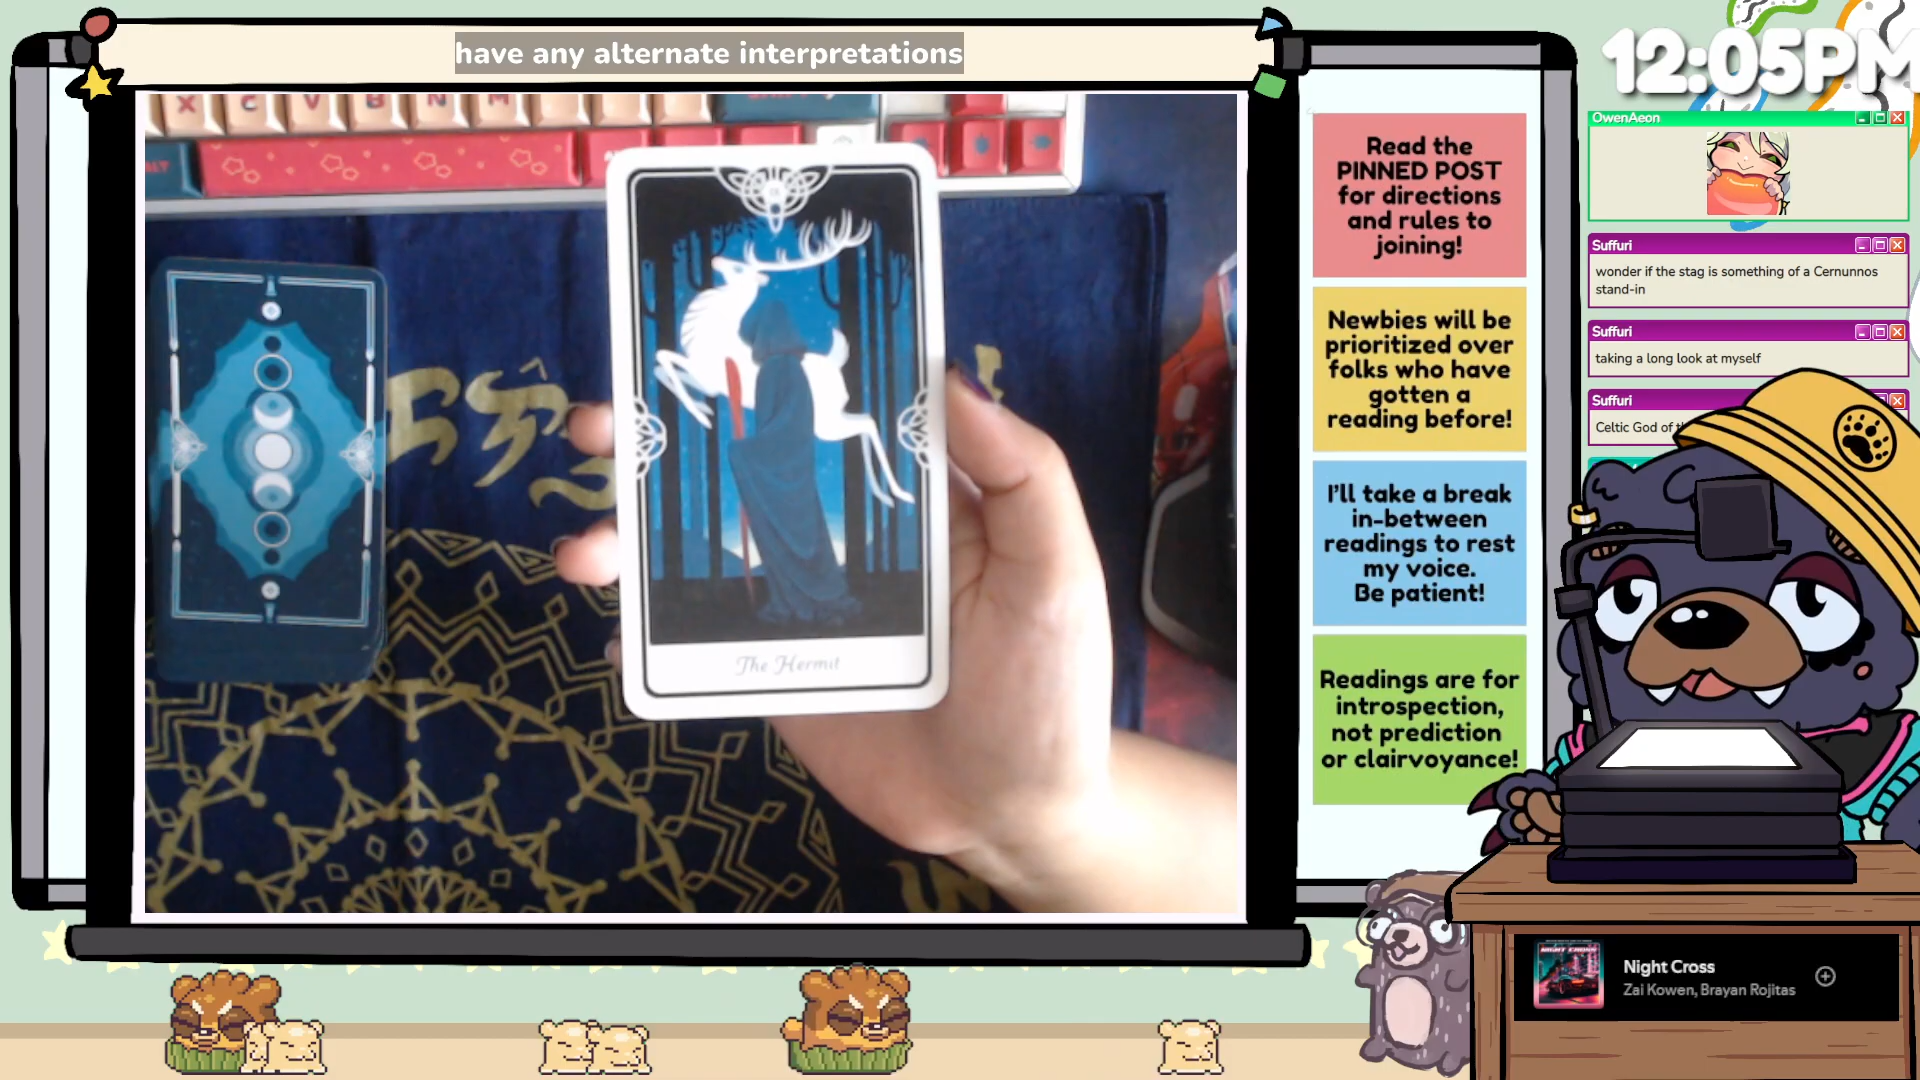 have any alternate interpretations
12:05PM
X C V B N M
The Hermit
Read the
PINNED POST
for directions
and rules to
joining!
Newbies will be
prioritized over
folks who have
gotten a
reading before!
I'll take a break
in-between
readings to rest
my voice.
Be patient!
Readings are for
introspection,
not prediction
or clairvoyance!
OwenAeon
Suffuri
wonder if the stag is something of a Cernunnos
stand-in
Suffuri
taking a long look at myself
Suffuri
Celtic God of
Night Cross
Zai Kowen, Brayan Rojitas